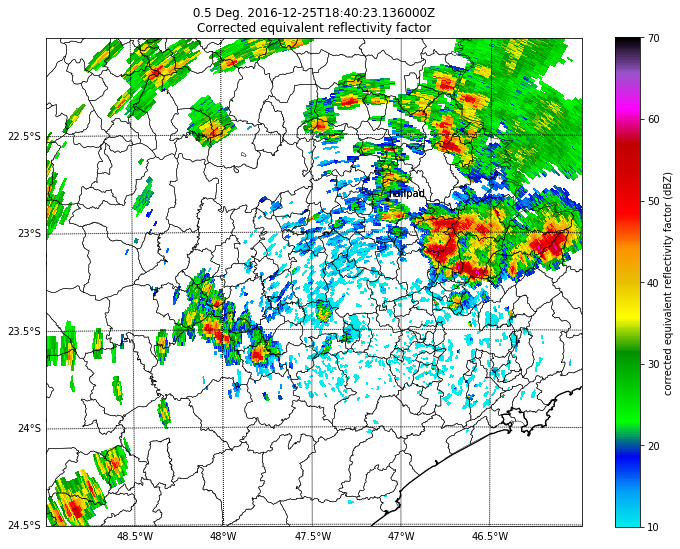 0.5 Deg. 2016-12-25T18:40:23.136000Z
Corrected equivalent reflectivity factor
22.5°S
23°S
23.5°S
24°S
24.5°S
48.5°W
48°W
47.5°W
47°W
46.5°W
70
60
50
40
30
20
10
corrected equivalent reflectivity factor (dBZ)